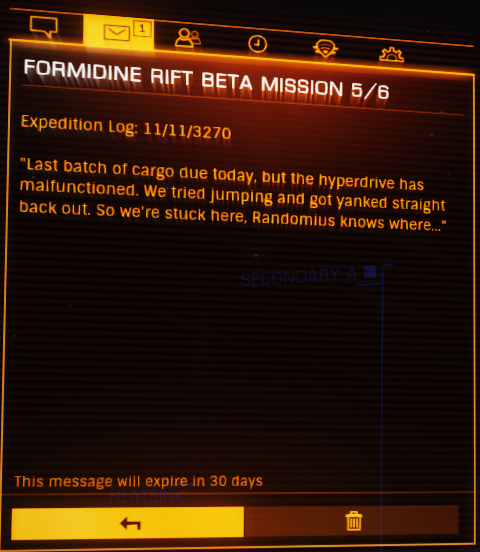 1
FORMIDINE RIFT BETA MISSION 5/6
Expedition Log: 11/11/3270
"Last batch of cargo due today, but the hyperdrive has
malfunctioned. We tried jumping and got yanked straight
back out. So we're stuck here, Randomius knows where..."
SECONDARY A
This message will expire in 30 days
HEATSINK